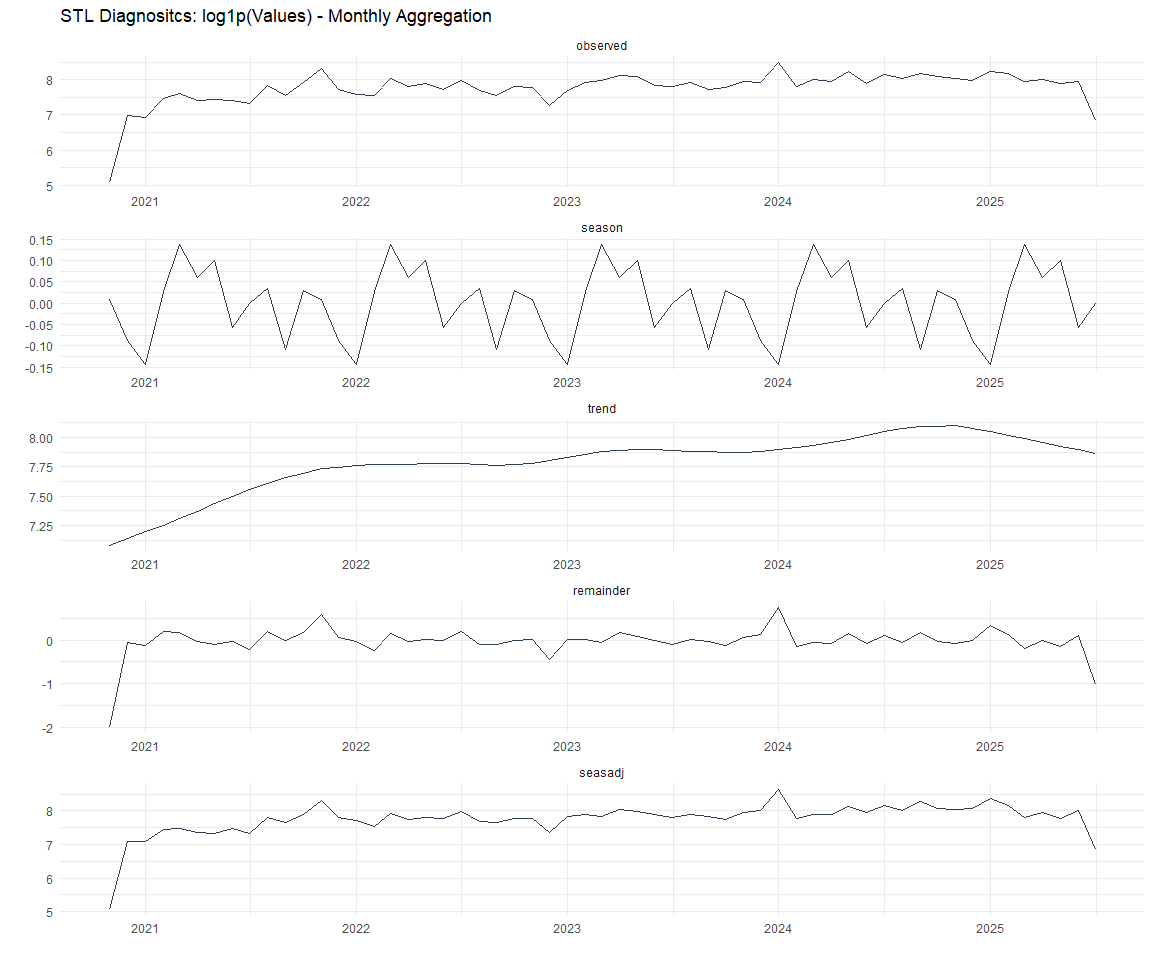 STL Diagnositcs: log1p(Values) - Monthly Aggregation
observed
8
7
6
5
2021 2022 2023 2024 2025
season
0.15
0.10
0.05
0.00
-0.05
-0.10
-0.15
2021 2022 2023 2024 2025
trend
8.00
7.75
7.50
7.25
2021 2022 2023 2024 2025
remainder
0
-1
-2
2021 2022 2023 2024 2025
seasadj
8
7
6
5
2021 2022 2023 2024 2025